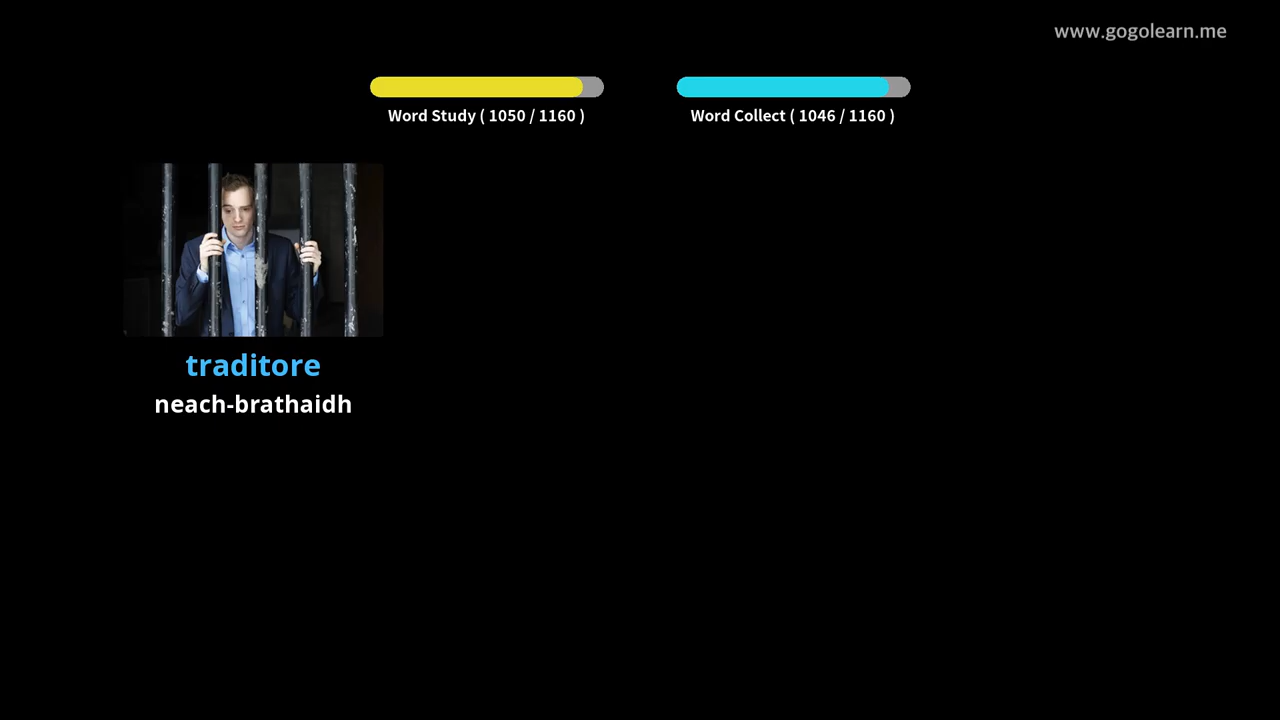 www.gogolearn.me
Word Study ( 1050 / 1160 )
Word Collect ( 1046 / 1160 )
traditore
neach-brathaidh